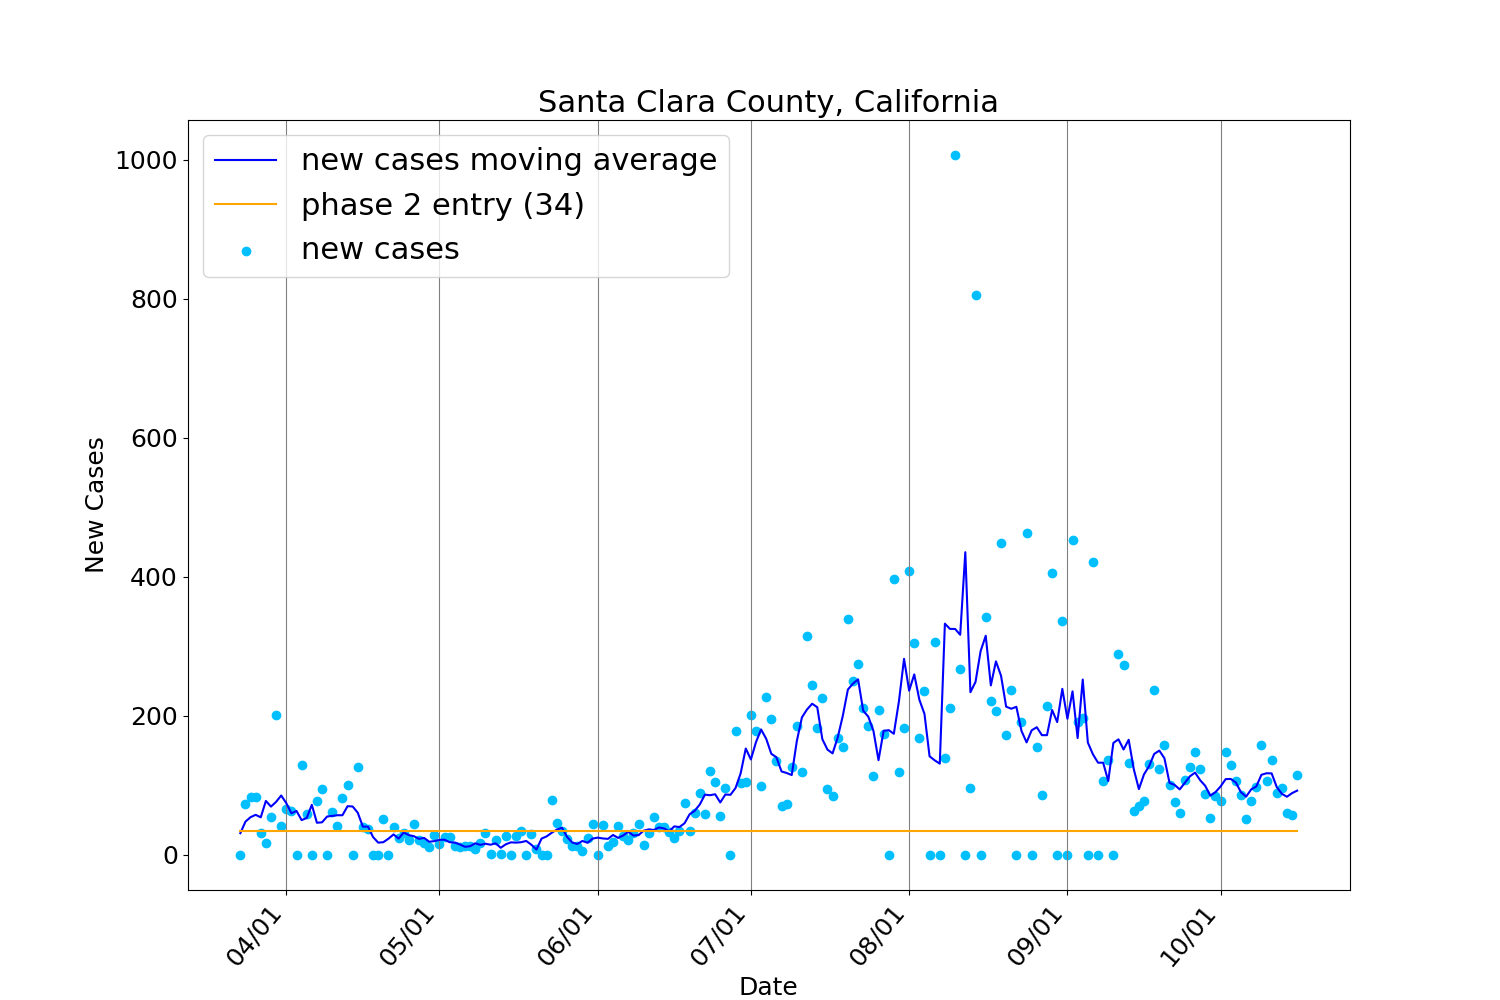 Santa Clara County, California
new cases moving average
phase 2 entry (34)
new cases
1000
800
600
400
200
0
New Cases
04/01
05/01
06/01
07/01
08/01
09/01
10/01
Date